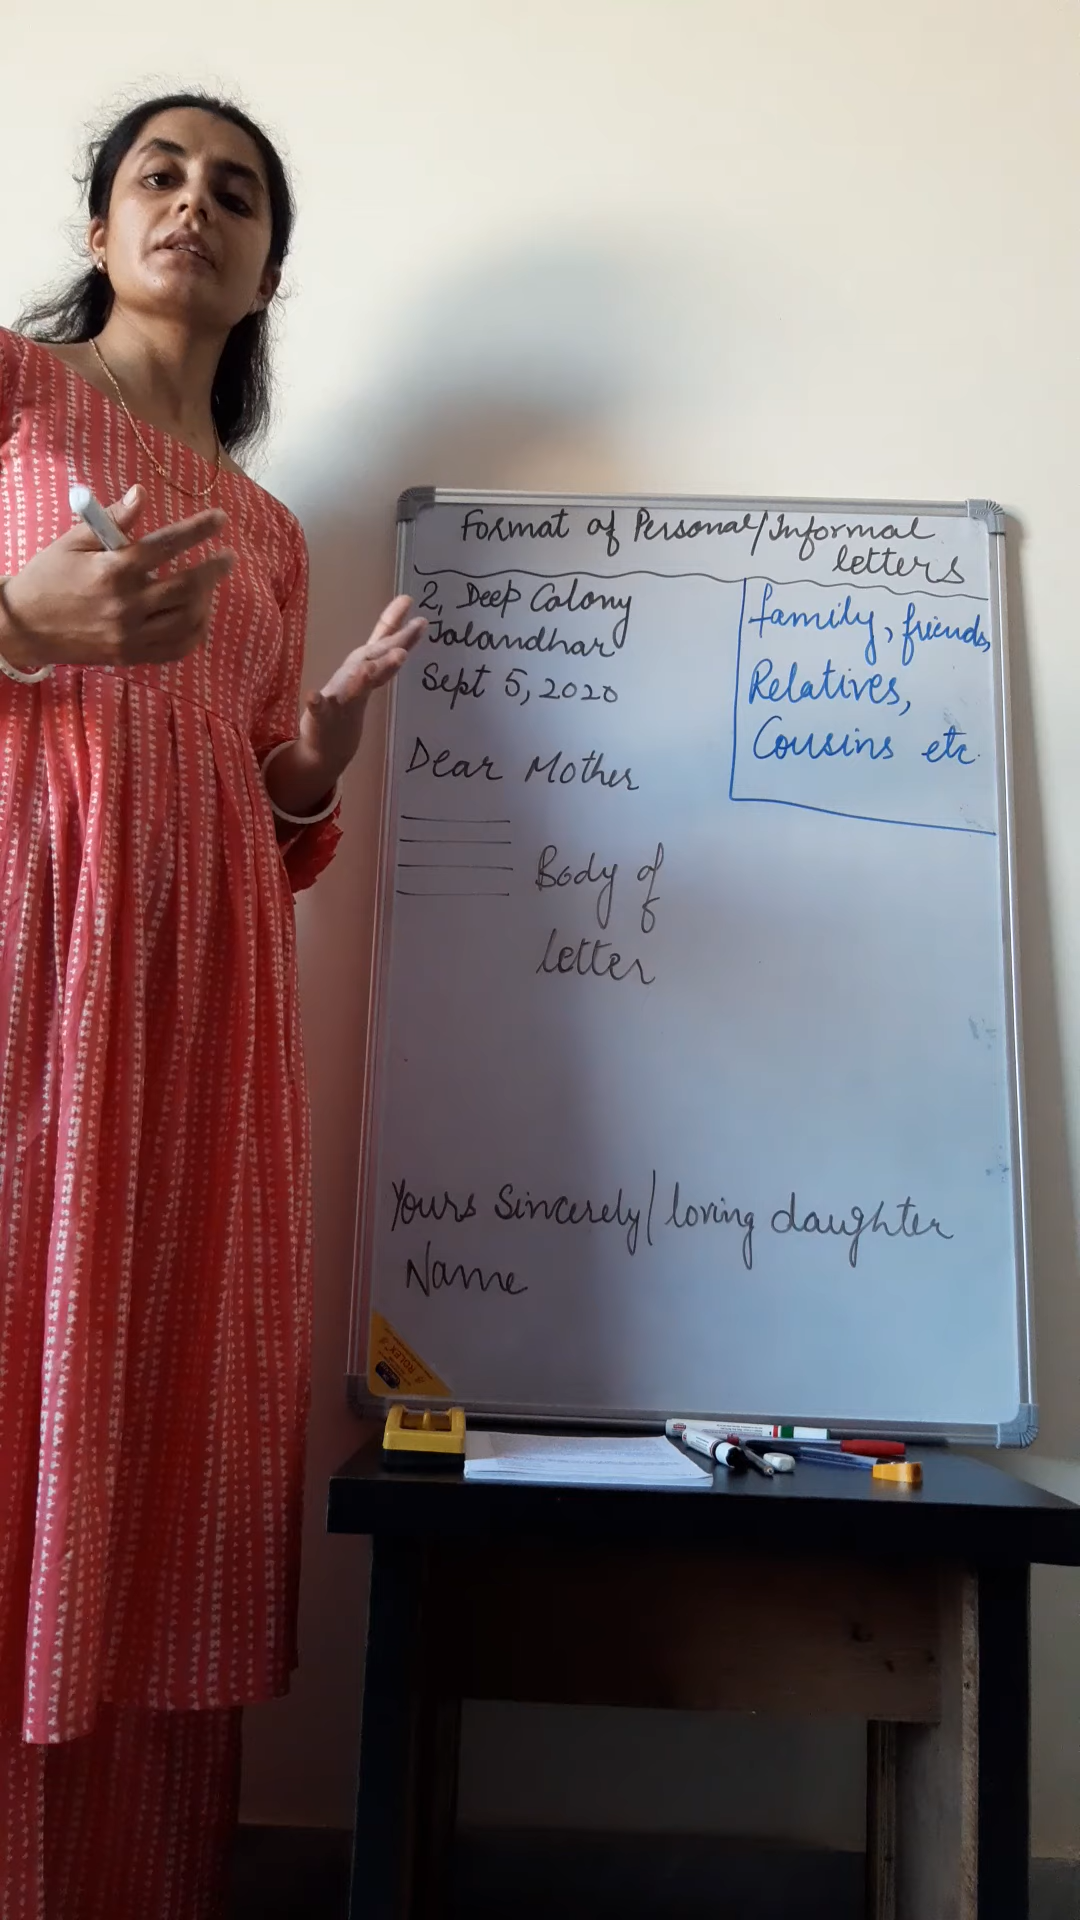 Format of Personal/Informal
letters
2, Deep Colony
Jalandhar
Sept 5, 2020
family, friends,
Relatives,
Cousins etc.
Dear Mother
Body of
letter
Yours Sincerely/loving daughter
Name
ROLEX